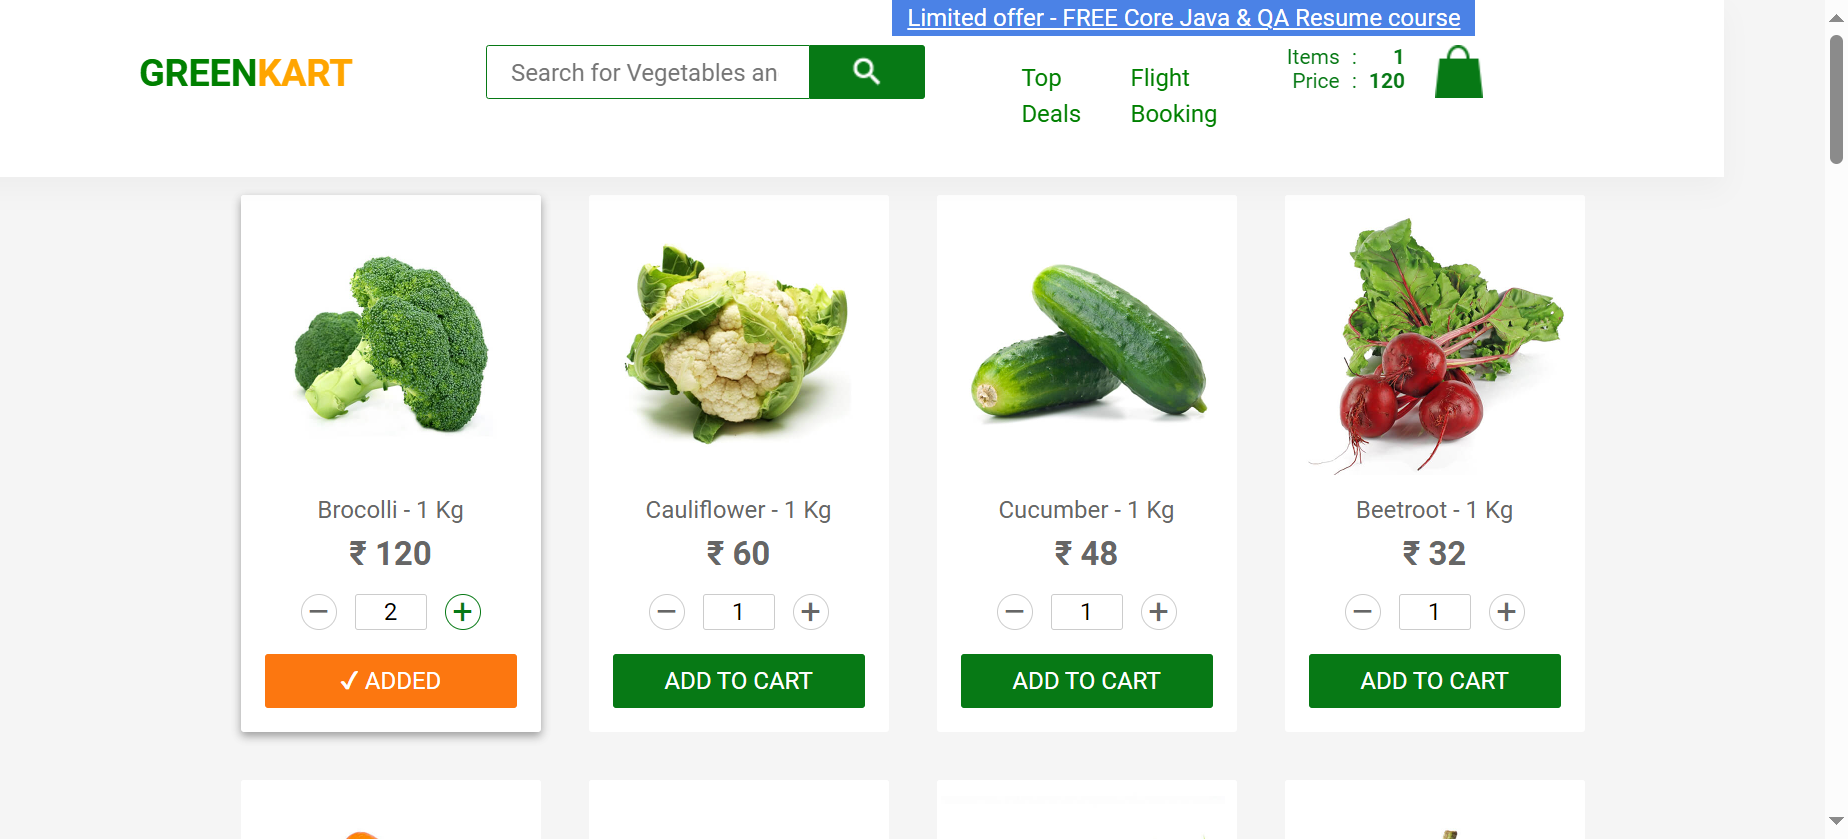 Limited offer - FREE Core Java & QA Resume course
GREENKART
Search for Vegetables an
Top
Deals
Flight
Booking
Items : 1
Price : 120
Brocolli - 1 Kg
₹ 120
− 2 +
✓ ADDED
Cauliflower - 1 Kg
₹ 60
− 1 +
ADD TO CART
Cucumber - 1 Kg
₹ 48
− 1 +
ADD TO CART
Beetroot - 1 Kg
₹ 32
− 1 +
ADD TO CART